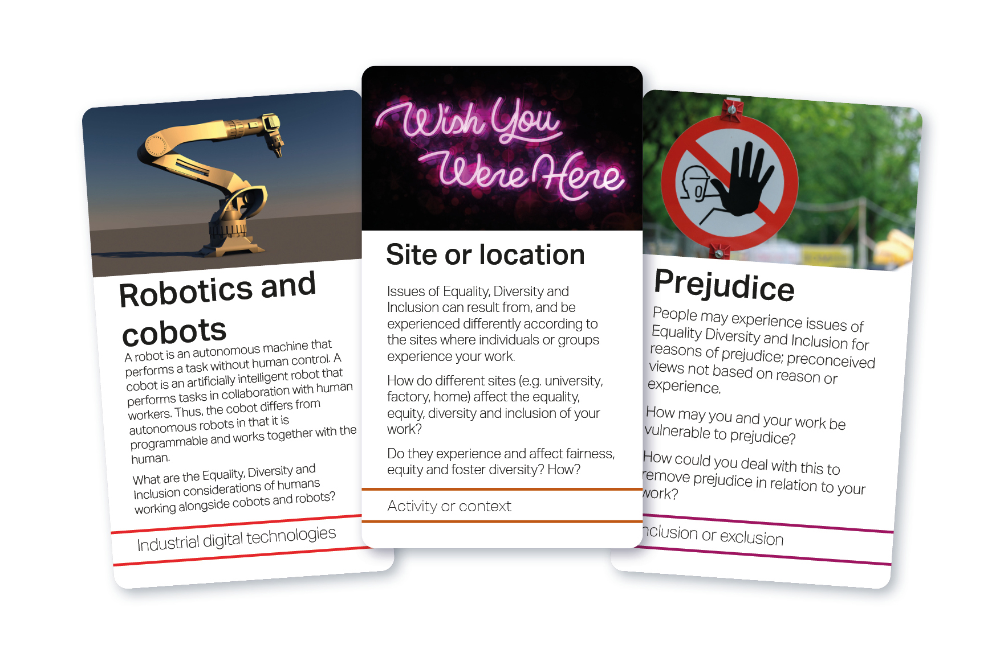 Robotics and
cobots
A robot is an autonomous machine that
performs a task without human control. A
cobot is an artificially intelligent robot that
performs tasks in collaboration with human
workers. Thus, the cobot differs from
autonomous robots in that it is
programmable and works together with the
human.
What are the Equality, Diversity and
Inclusion considerations of humans
working alongside cobots and robots?
Industrial digital technologies
Wish You
Were Here
Site or location
Issues of Equality, Diversity and
Inclusion can result from, and be
experienced differently according to
the sites where individuals or groups
experience your work.
How do different sites (e.g. university,
factory, home) affect the equality,
equity, diversity and inclusion of your
work?
Do they experience and affect fairness,
equity and foster diversity? How?
Activity or context
Prejudice
People may experience issues of
Equality Diversity and Inclusion for
reasons of prejudice; preconceived
views not based on reason or
experience.
How may you and your work be
vulnerable to prejudice?
How could you deal with this to
remove prejudice in relation to your
work?
nclusion or exclusion